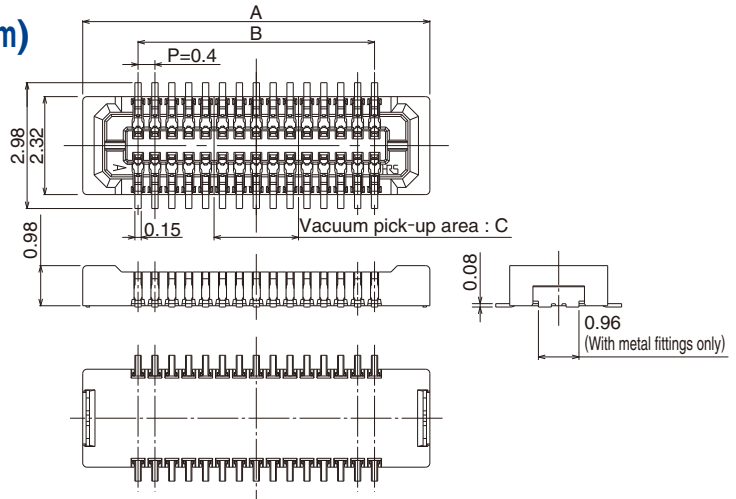 m)
A
B
P=0.4
2.98
2.32
A
HRS
0.15
Vacuum pick-up area : C
0.98
0.08
0.96
(With metal fittings only)